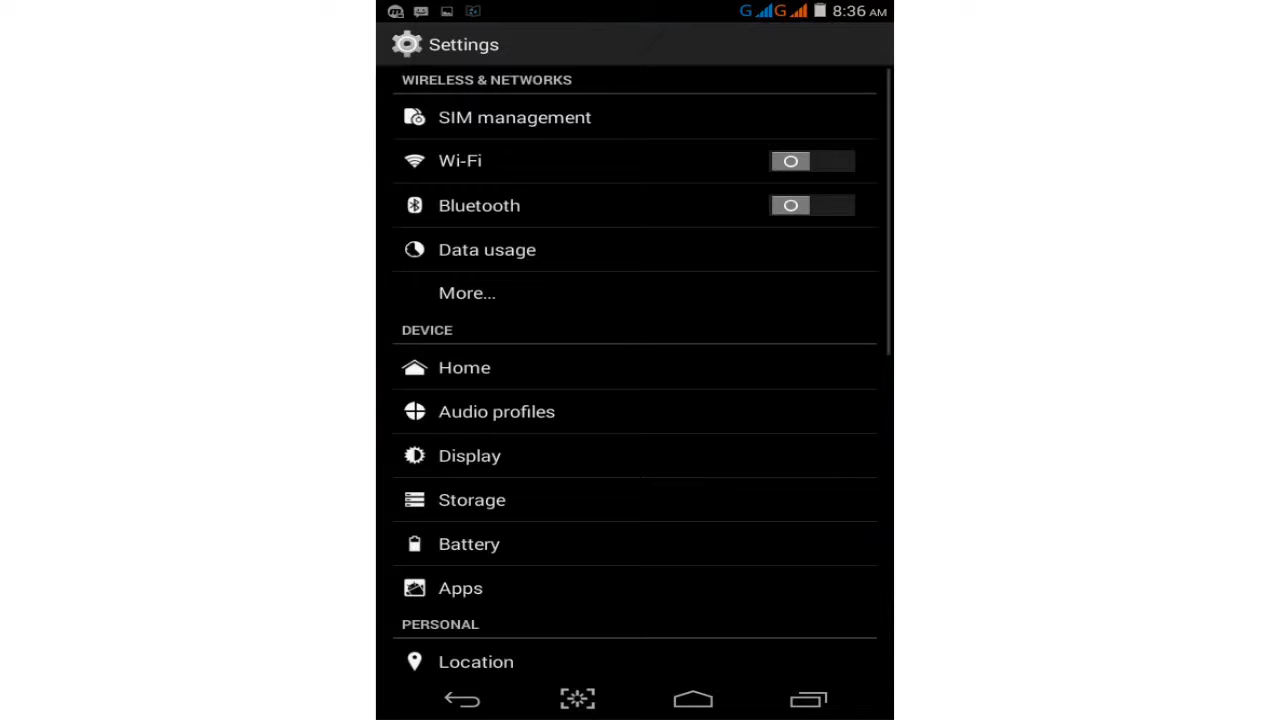 G G 8:36 AM
Settings
WIRELESS & NETWORKS
SIM management
Wi-Fi
Bluetooth
Data usage
More...
DEVICE
Home
Audio profiles
Display
Storage
Battery
Apps
PERSONAL
Location